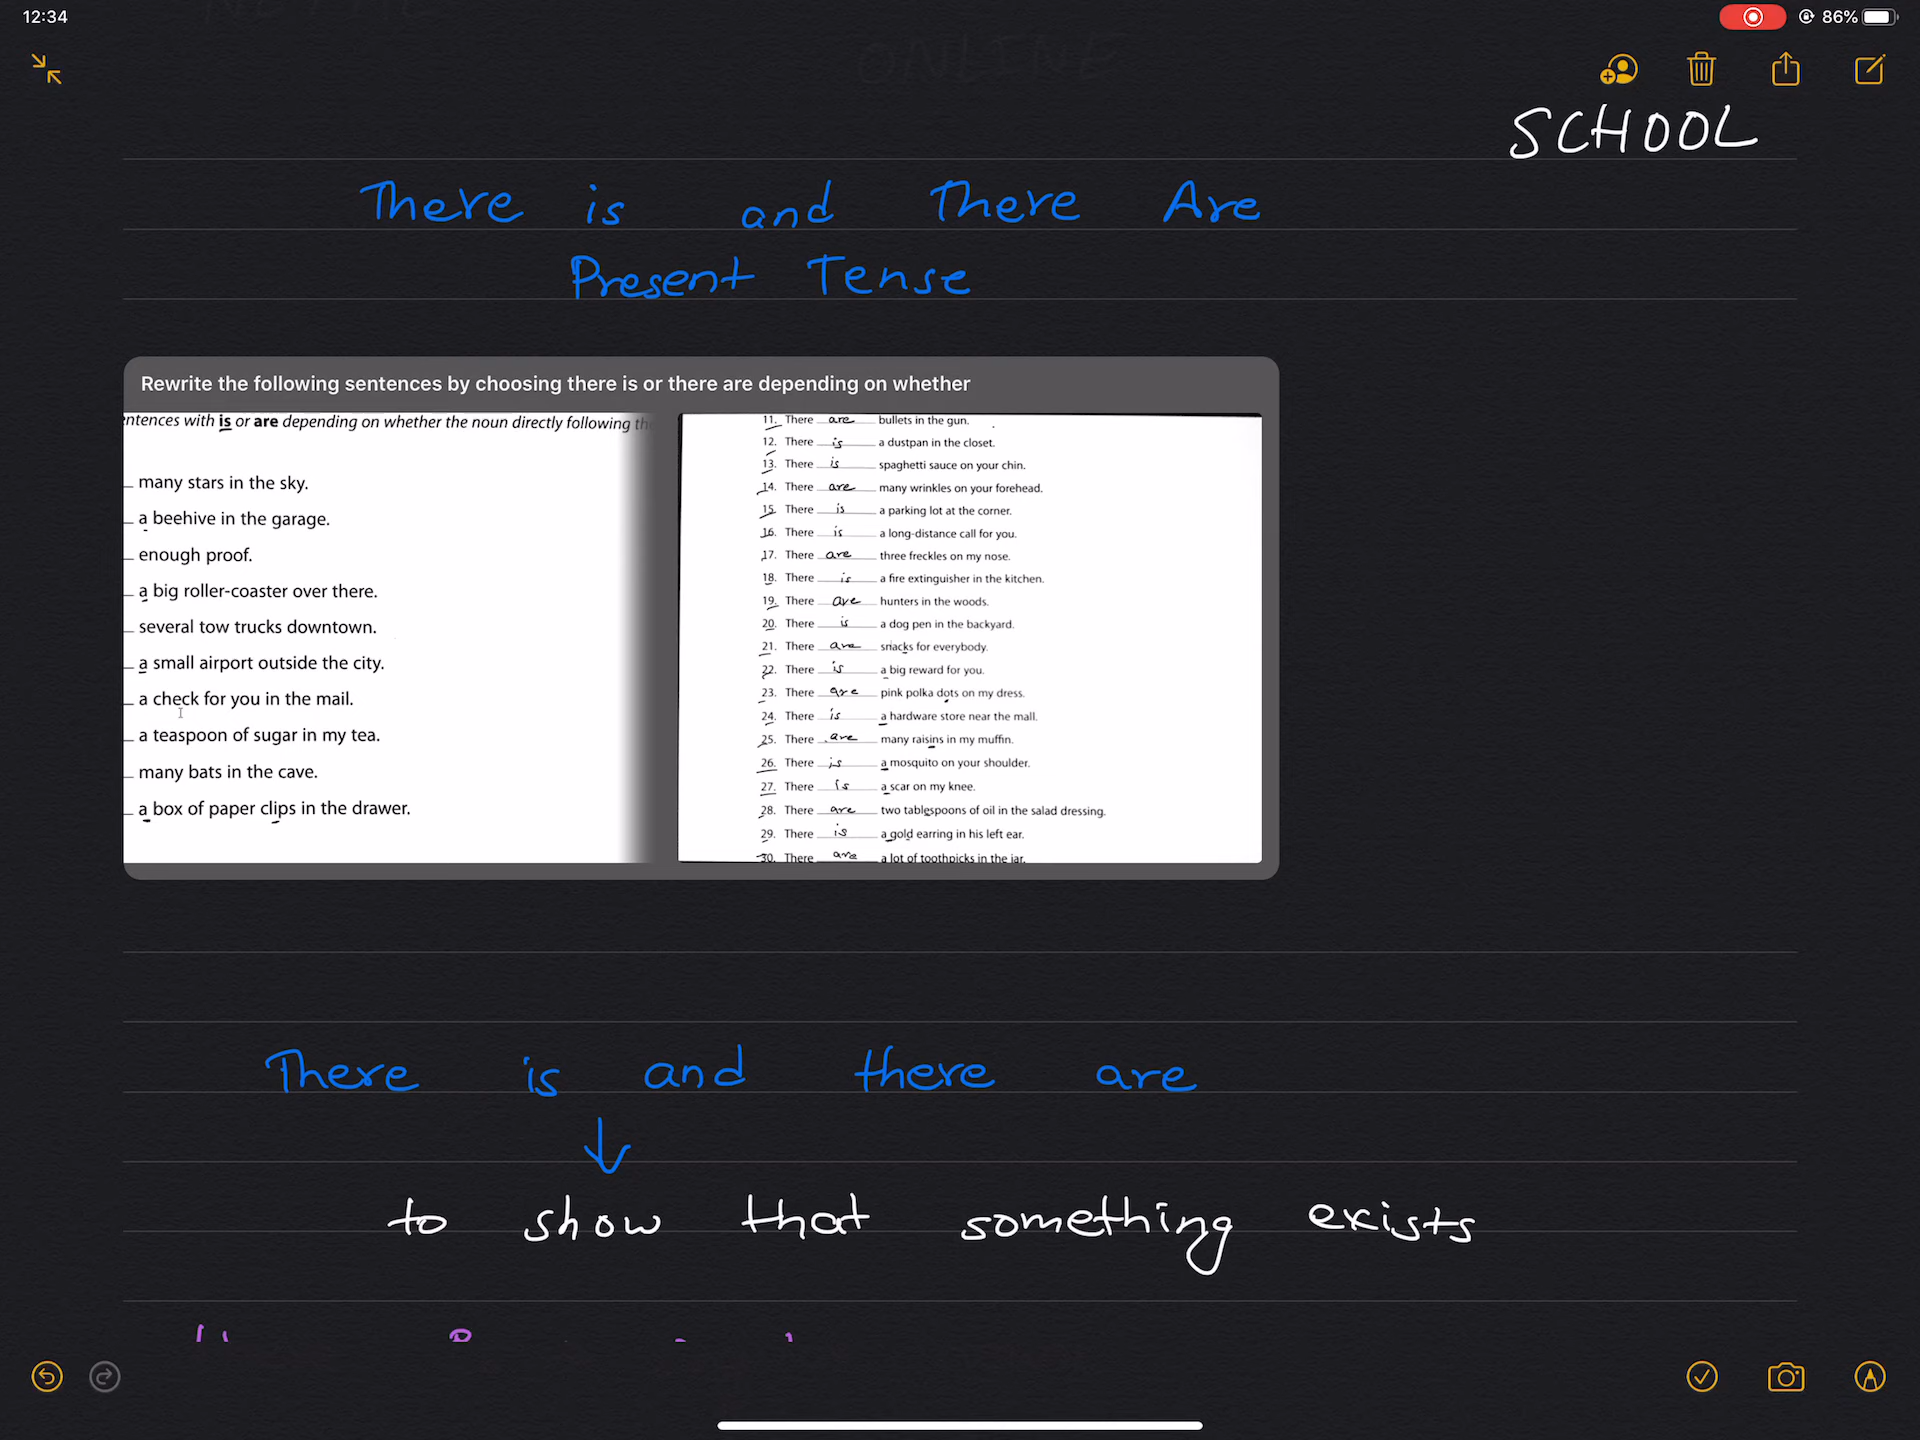 12:34
86%
ONLINE
SCHOOL
There is and There Are
Present Tense
Rewrite the following sentences by choosing there is or there are depending on whether
ntences with is or are depending on whether the noun directly following th
many stars in the sky.
a beehive in the garage.
enough proof.
a big roller-coaster over there.
several tow trucks downtown.
a small airport outside the city.
a check for you in the mail.
a teaspoon of sugar in my tea.
many bats in the cave.
a box of paper clips in the drawer.
11. There are bullets in the gun.
12. There is a dustpan in the closet.
13. There is spaghetti sauce on your chin.
14. There are many wrinkles on your forehead.
15. There is a parking lot at the corner.
16. There is a long-distance call for you.
17. There are three freckles on my nose.
18. There is a fire extinguisher in the kitchen.
19. There are hunters in the woods.
20. There is a dog pen in the backyard.
21. There are snacks for everybody.
22. There is a big reward for you.
23. There are pink polka dots on my dress.
24. There is a hardware store near the mall.
25. There are many raisins in my muffin.
26. There is a mosquito on your shoulder.
27. There is a scar on my knee.
28. There are two tablespoons of oil in the salad dressing.
29. There is a gold earring in his left ear.
30. There are a lot of toothpicks in the jar.
There is and there are
to show that something exists